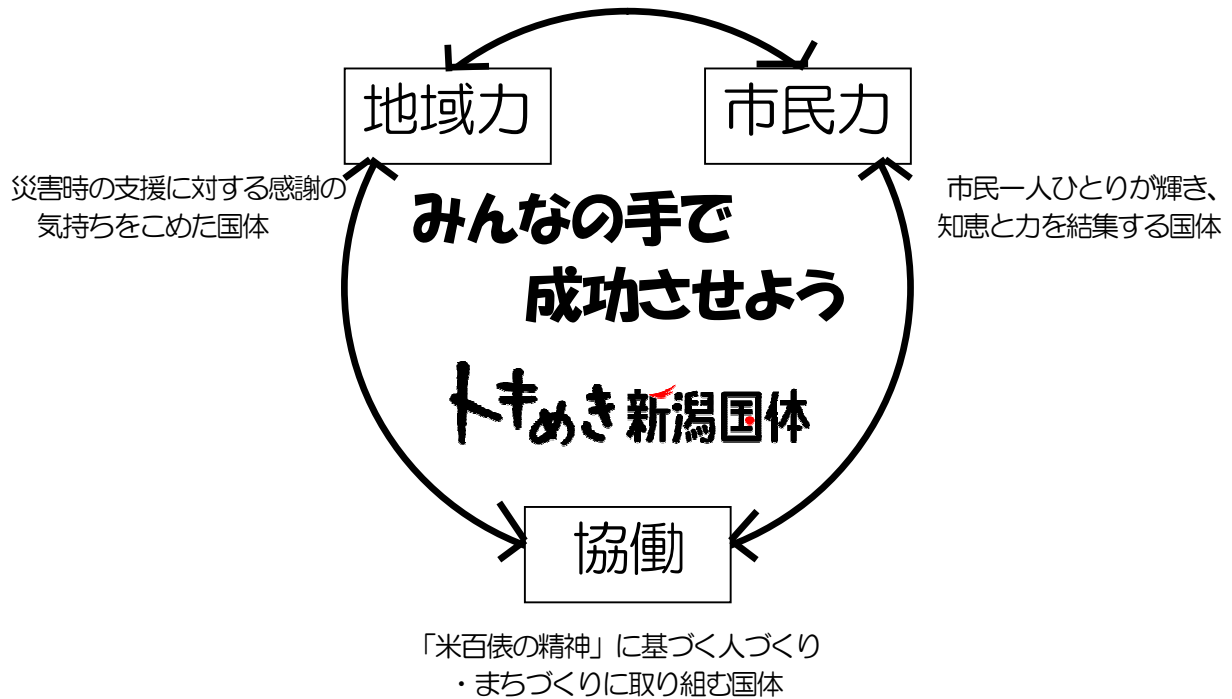 地域力
市民力
災害時の支援に対する感謝の
気持ちをこめた国体
市民一人ひとりが輝き、
知恵と力を結集する国体
みんなの手で
成功させよう
トキめき新潟国体
協働
「米百俵の精神」に基づく人づくり
・まちづくりに取り組む国体